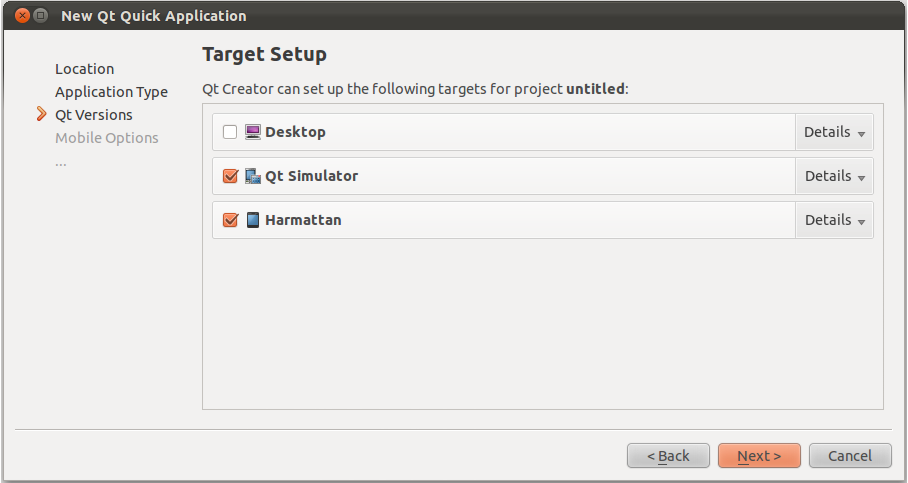 New Qt Quick Application
Location
Application Type
Qt Versions
Mobile Options
...
Target Setup
Qt Creator can set up the following targets for project untitled:
Desktop
Details
Qt Simulator
Details
Harmattan
Details
< Back
Next >
Cancel